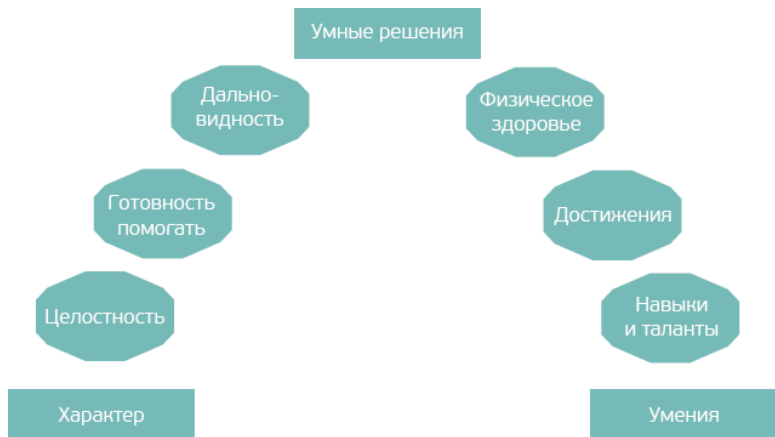 Умные решения
Дально-
видность
Физическое
здоровье
Готовность
помогать
Достижения
Целостность
Навыки
и таланты
Характер
Умения